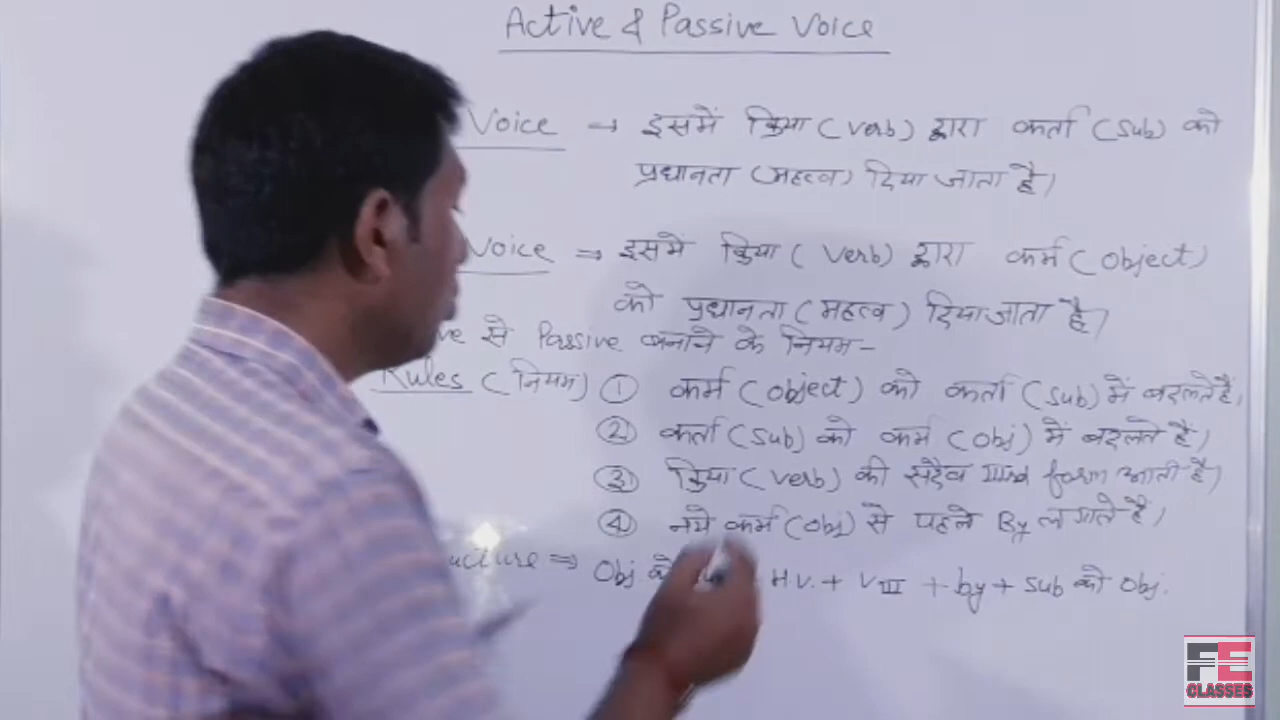 Active & Passive Voice
Voice → इसमें क्रिया (Verb) द्वारा कर्ता (Sub) को
प्रधानता (महत्व) दिया जाता है।
Voice ⇒ इसमें क्रिया ( Verb) द्वारा कर्म (Object)
को प्रधानता (महत्व) दिया जाता है।
से Passive बनाने के नियम-
Rules (नियम) ① कर्म (object) को कर्ता (Sub) में बदलते है।
② कर्ता (Sub) को कर्म (Obj) में बदलते है।
③ क्रिया (Verb) की सदैव IIIrd form आती है।
④ नये कर्म (Obj) से पहले By लगाते है।
⇒ Obj को H V. + VIII + by + Sub को Obj.
FE
CLASSES